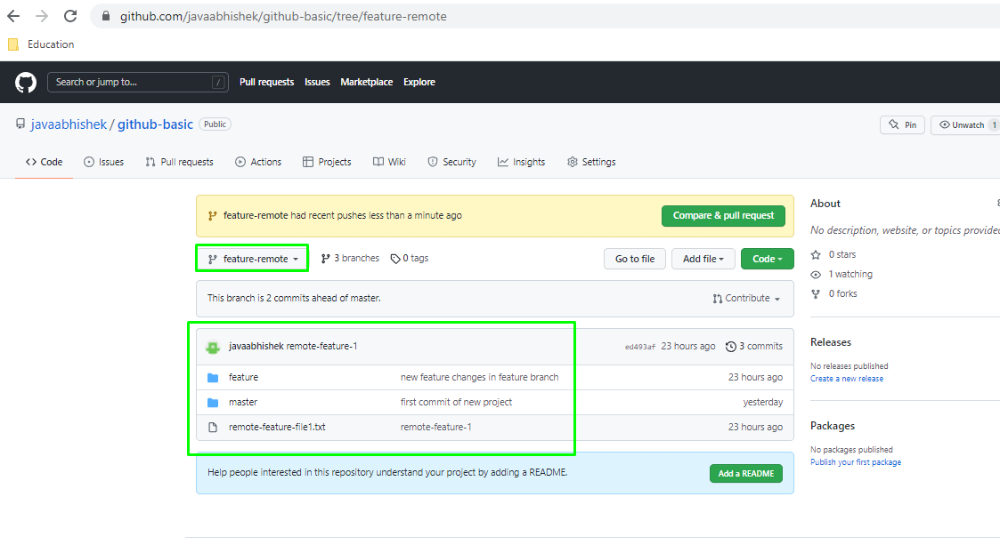 github.com/javaabhishek/github-basic/tree/feature-remote
Education
Search or jump to... / Pull requests Issues Marketplace Explore
javaabhishek / github-basic Public Pin Unwatch 1
Code Issues Pull requests Actions Projects Wiki Security Insights Settings
feature-remote had recent pushes less than a minute ago Compare & pull request
feature-remote 3 branches 0 tags Go to file Add file Code
This branch is 2 commits ahead of master. Contribute
javaabhishek remote-feature-1 ed493af 23 hours ago 3 commits
feature new feature changes in feature branch 23 hours ago
master first commit of new project yesterday
remote-feature-file1.txt remote-feature-1 23 hours ago
Help people interested in this repository understand your project by adding a README. Add a README
About
No description, website, or topics provided
0 stars
1 watching
0 forks
Releases
No releases published
Create a new release
Packages
No packages published
Publish your first package